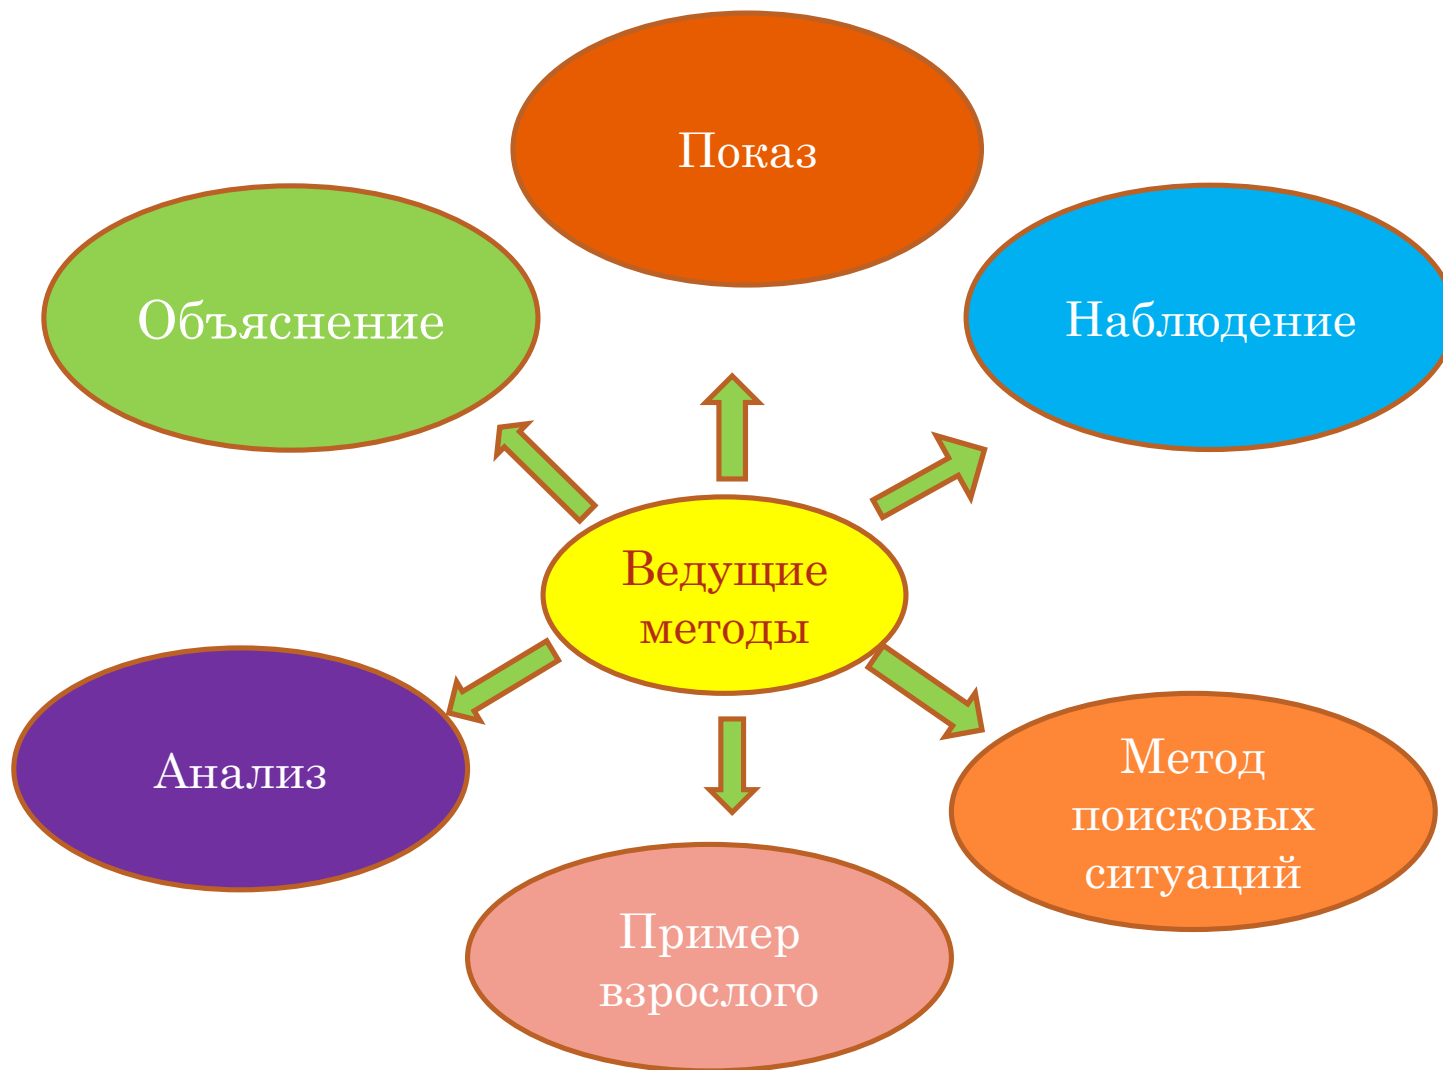 Показ
Объяснение
Наблюдение
Ведущие
методы
Анализ
Метод
поисковых
ситуаций
Пример
взрослого